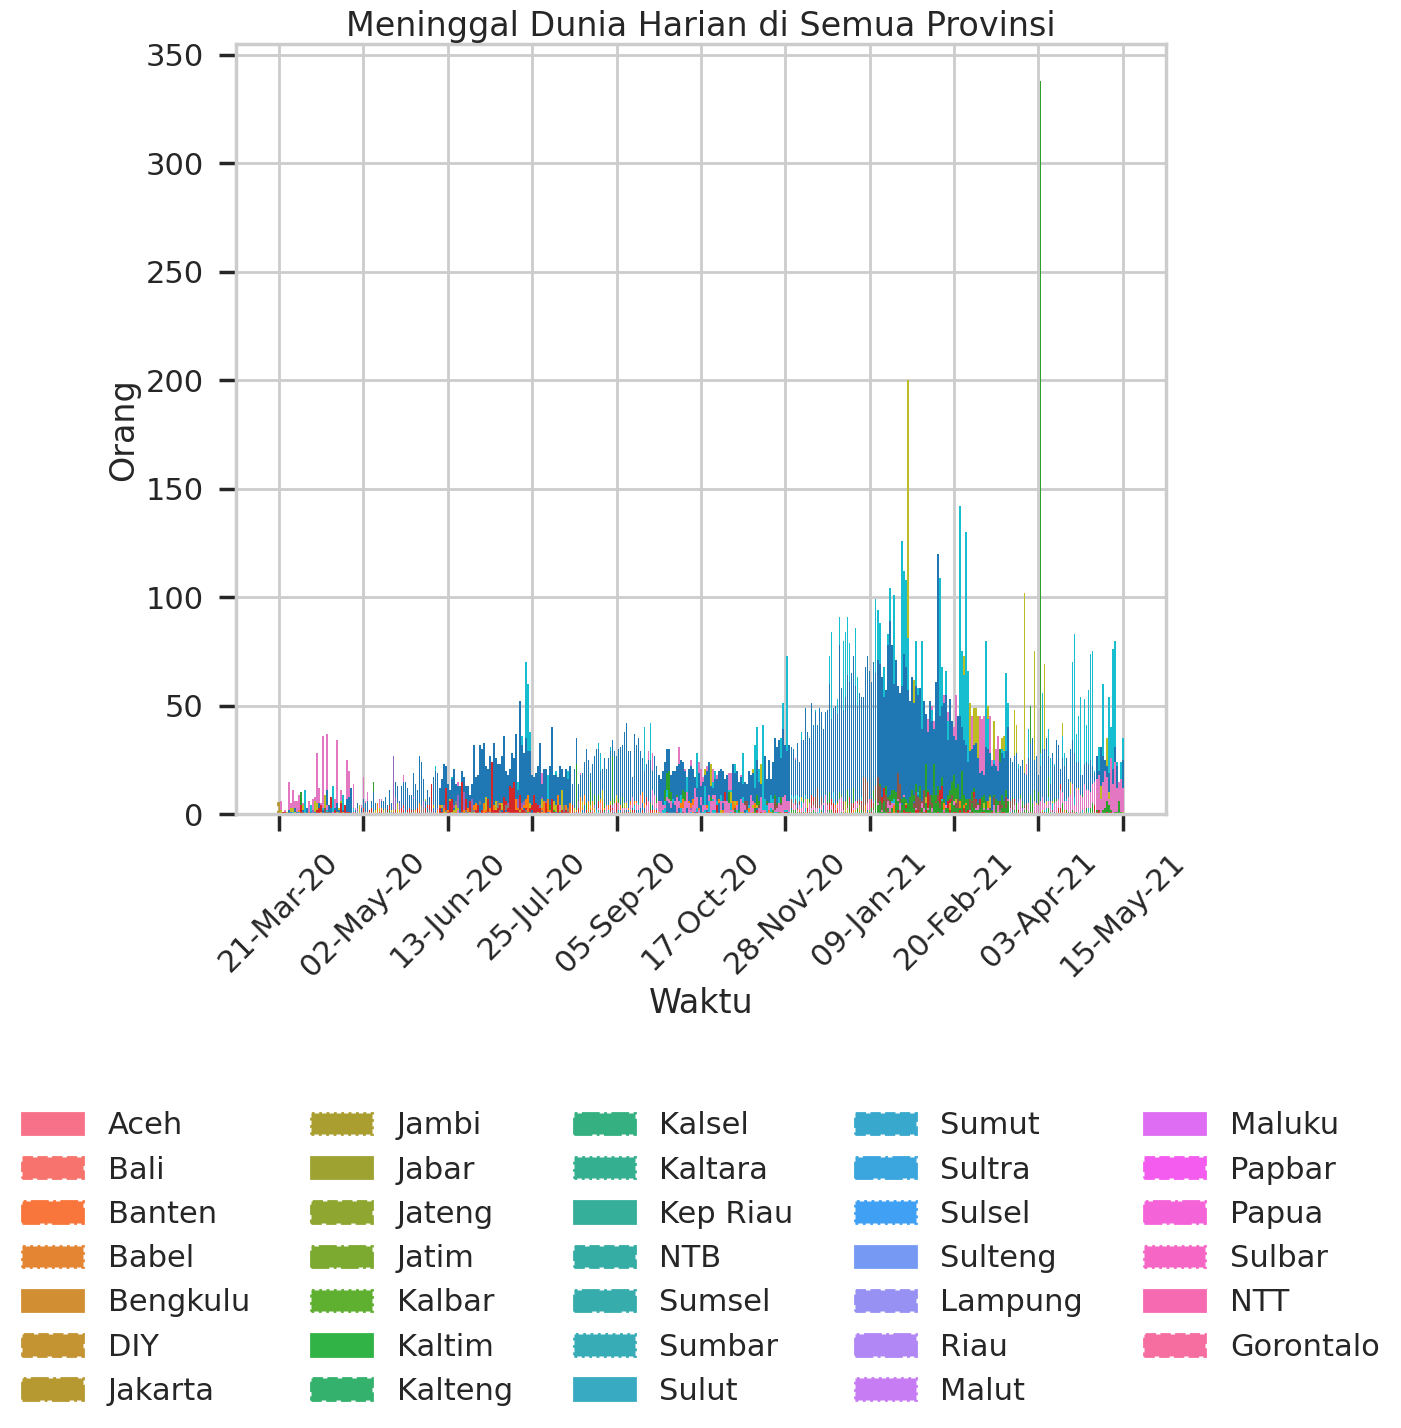 Meninggal Dunia Harian di Semua Provinsi
350
300
250
200
150
100
50
0
Orang
21-Mar-20
02-May-20
13-Jun-20
25-Jul-20
05-Sep-20
17-Oct-20
28-Nov-20
09-Jan-21
20-Feb-21
03-Apr-21
15-May-21
Waktu
Aceh
Bali
Banten
Babel
Bengkulu
DIY
Jakarta
Jambi
Jabar
Jateng
Jatim
Kalbar
Kaltim
Kalteng
Kalsel
Kaltara
Kep Riau
NTB
Sumsel
Sumbar
Sulut
Sumut
Sultra
Sulsel
Sulteng
Lampung
Riau
Malut
Maluku
Papbar
Papua
Sulbar
NTT
Gorontalo